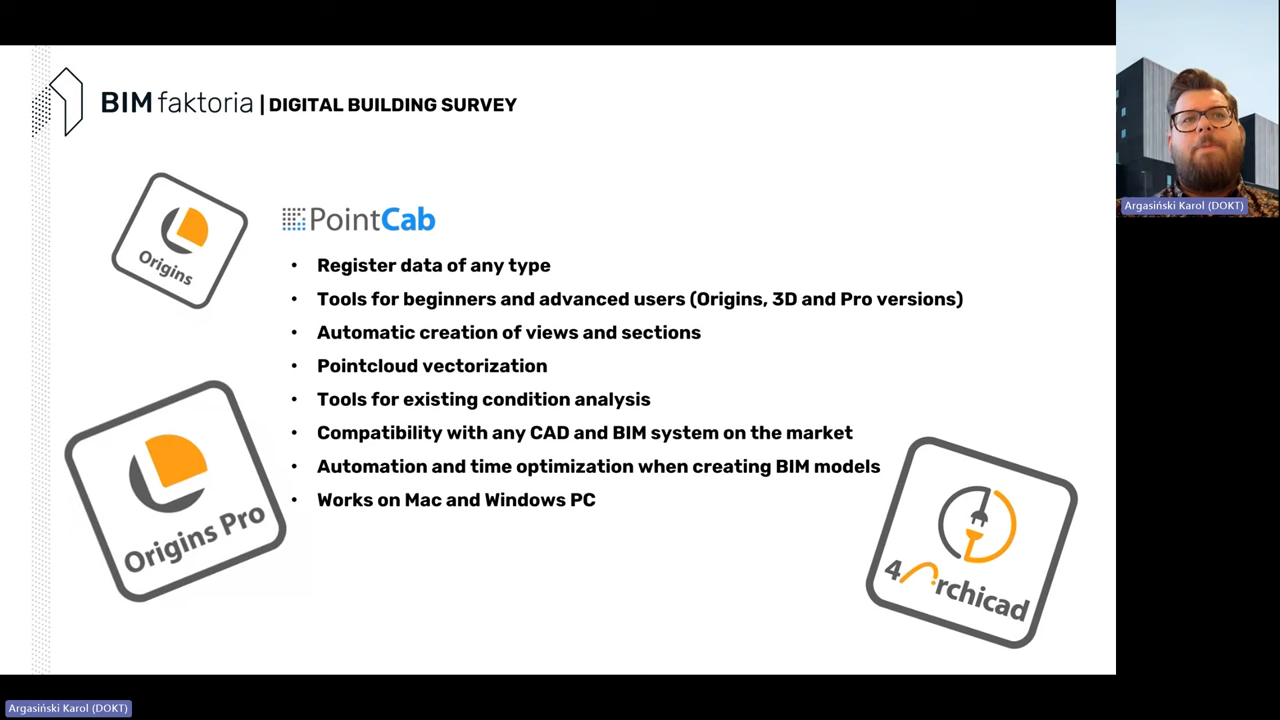 BIM faktoria | DIGITAL BUILDING SURVEY
Origins
PointCab
• Register data of any type
• Tools for beginners and advanced users (Origins, 3D and Pro versions)
• Automatic creation of views and sections
• Pointcloud vectorization
• Tools for existing condition analysis
• Compatibility with any CAD and BIM system on the market
• Automation and time optimization when creating BIM models
• Works on Mac and Windows PC
Origins Pro
4Archicad
Argasiński Karol (DOKT)
Argasiński Karol (DOKT)